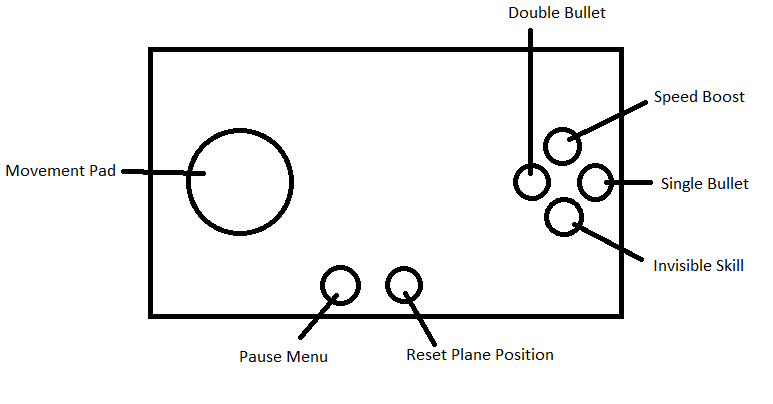 Double Bullet
Speed Boost
Movement Pad
Single Bullet
Invisible Skill
Pause Menu
Reset Plane Position